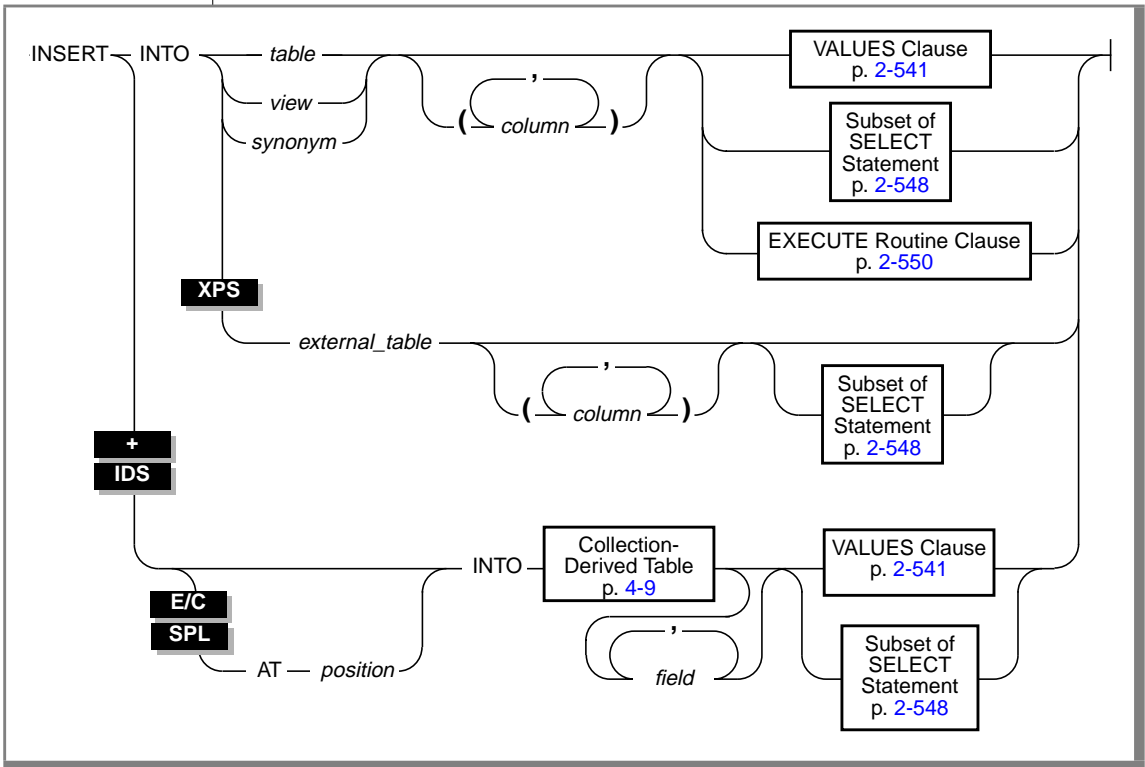 INSERT INTO table
VALUES Clause
p. 2-541
view
synonym
( , column )
Subset of
SELECT
Statement
p. 2-548
EXECUTE Routine Clause
p. 2-550
XPS
external_table
( , column )
Subset of
SELECT
Statement
p. 2-548
+
IDS
INTO
Collection-
Derived Table
p. 4-9
VALUES Clause
p. 2-541
E/C
SPL
AT position
,
field
Subset of
SELECT
Statement
p. 2-548